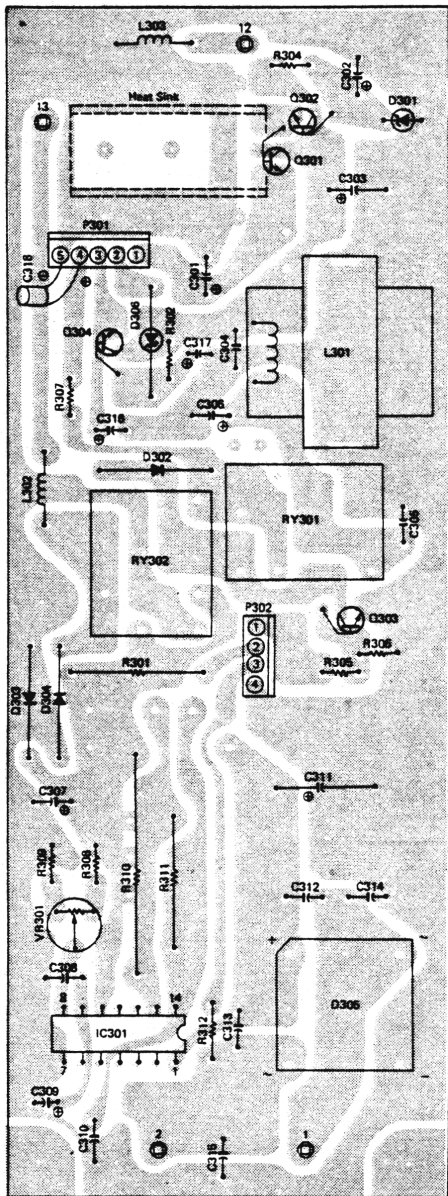 L303
12
R304
C302
D301
13
Heat Sink
Q302
Q301
C303
P301
5 4 3 2 1
C318
C301
Q304
D306
R302
C317
C304
L301
R307
C316
C305
D302
L302
RY302
RY301
C306
P302
1
2
3
4
Q303
R306
R305
R301
D303
D304
C307
C311
R309
R308
R310
R311
VR301
C312
C314
C308
8
14
IC301
7
1
R312
C313
+
−
D305
~
~
C309
C310
2
C315
1